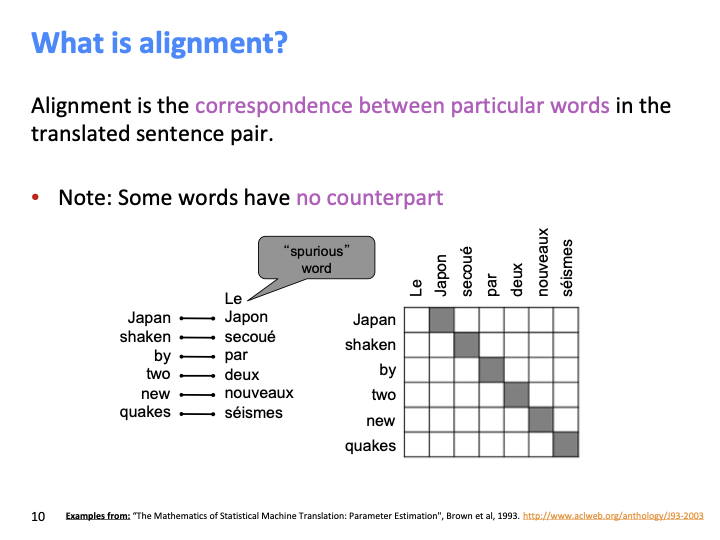 What is alignment?
Alignment is the correspondence between particular words in the
translated sentence pair.
• Note: Some words have no counterpart
“spurious”
word
Le
Japan Japon
shaken secoué
by par
two deux
new nouveaux
quakes séismes
Le Japon secoué par deux nouveaux séismes
Japan
shaken
by
two
new
quakes
10 Examples from: “The Mathematics of Statistical Machine Translation: Parameter Estimation", Brown et al, 1993. http://www.aclweb.org/anthology/J93-2003